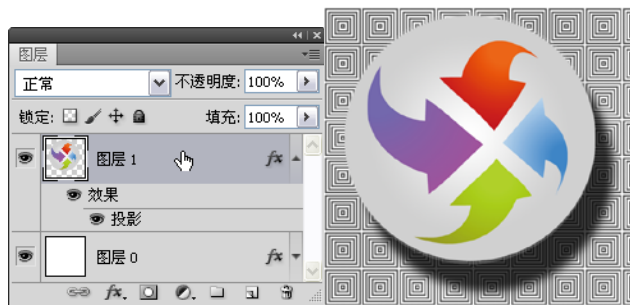 图层
正常 不透明度: 100%
锁定: 填充: 100%
图层 1 fx
效果
投影
图层 0 fx
fx.